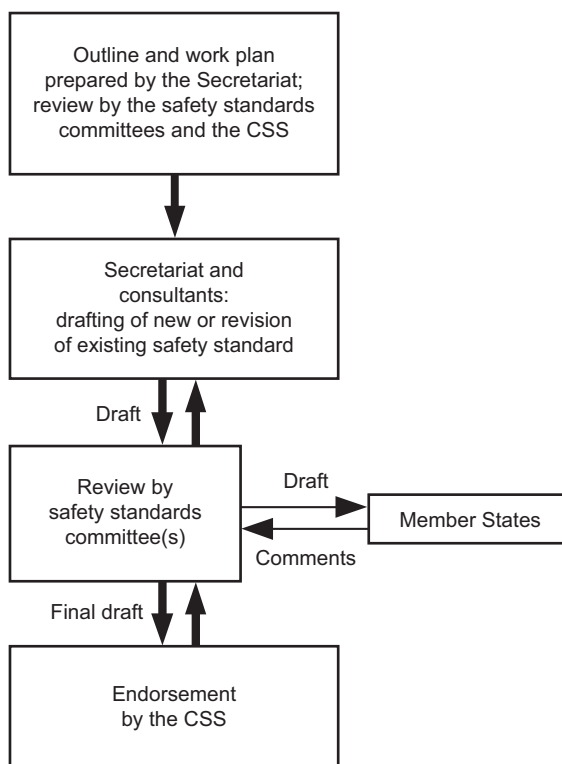 Outline and work plan
prepared by the Secretariat;
review by the safety standards
committees and the CSS
Secretariat and
consultants:
drafting of new or revision
of existing safety standard
Draft
Review by
safety standards
committee(s)
Draft
Member States
Comments
Final draft
Endorsement
by the CSS